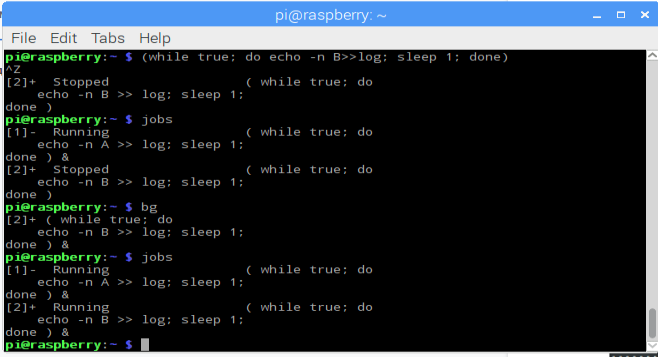 pi@raspberry: ~
File Edit Tabs Help
pi@raspberry:~ $ (while true; do echo -n B>>log; sleep 1; done)
^Z
[2]+  Stopped                 ( while true; do
    echo -n B >> log; sleep 1;
done )
pi@raspberry:~ $ jobs
[1]-  Running                 ( while true; do
    echo -n A >> log; sleep 1;
done ) &
[2]+  Stopped                 ( while true; do
    echo -n B >> log; sleep 1;
done )
pi@raspberry:~ $ bg
[2]+ ( while true; do
    echo -n B >> log; sleep 1;
done ) &
pi@raspberry:~ $ jobs
[1]-  Running                 ( while true; do
    echo -n A >> log; sleep 1;
done ) &
[2]+  Running                 ( while true; do
    echo -n B >> log; sleep 1;
done ) &
pi@raspberry:~ $